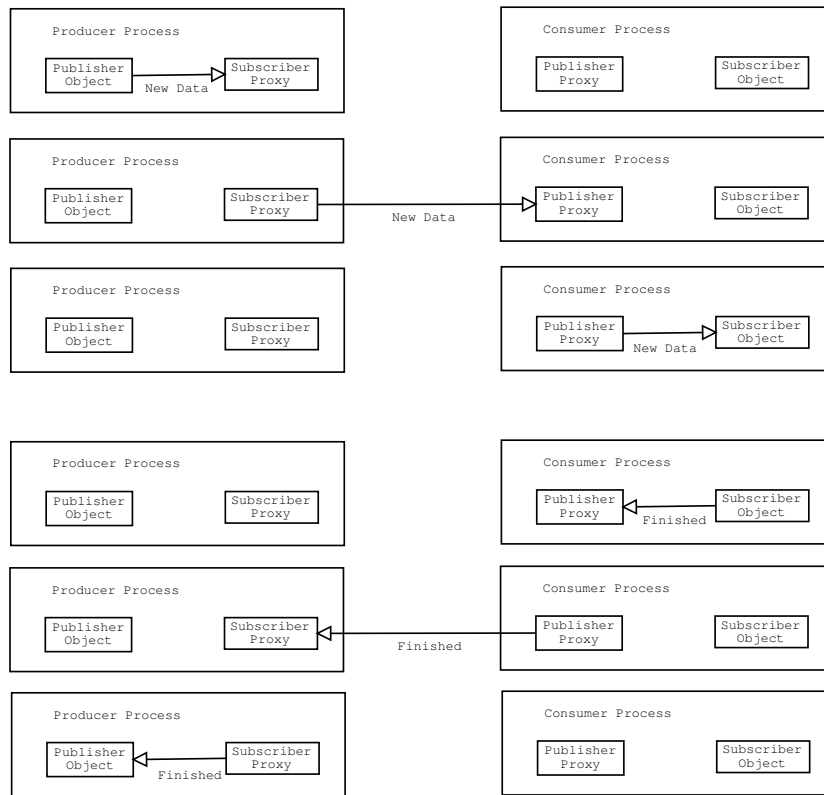 Producer Process
Publisher
Object
New Data
Subscriber
Proxy
Consumer Process
Publisher
Proxy
Subscriber
Object
Producer Process
Publisher
Object
Subscriber
Proxy
New Data
Consumer Process
Publisher
Proxy
Subscriber
Object
Producer Process
Publisher
Object
Subscriber
Proxy
Consumer Process
Publisher
Proxy
New Data
Subscriber
Object
Producer Process
Publisher
Object
Subscriber
Proxy
Consumer Process
Publisher
Proxy
Finished
Subscriber
Object
Producer Process
Publisher
Object
Subscriber
Proxy
Finished
Consumer Process
Publisher
Proxy
Subscriber
Object
Producer Process
Publisher
Object
Finished
Subscriber
Proxy
Consumer Process
Publisher
Proxy
Subscriber
Object